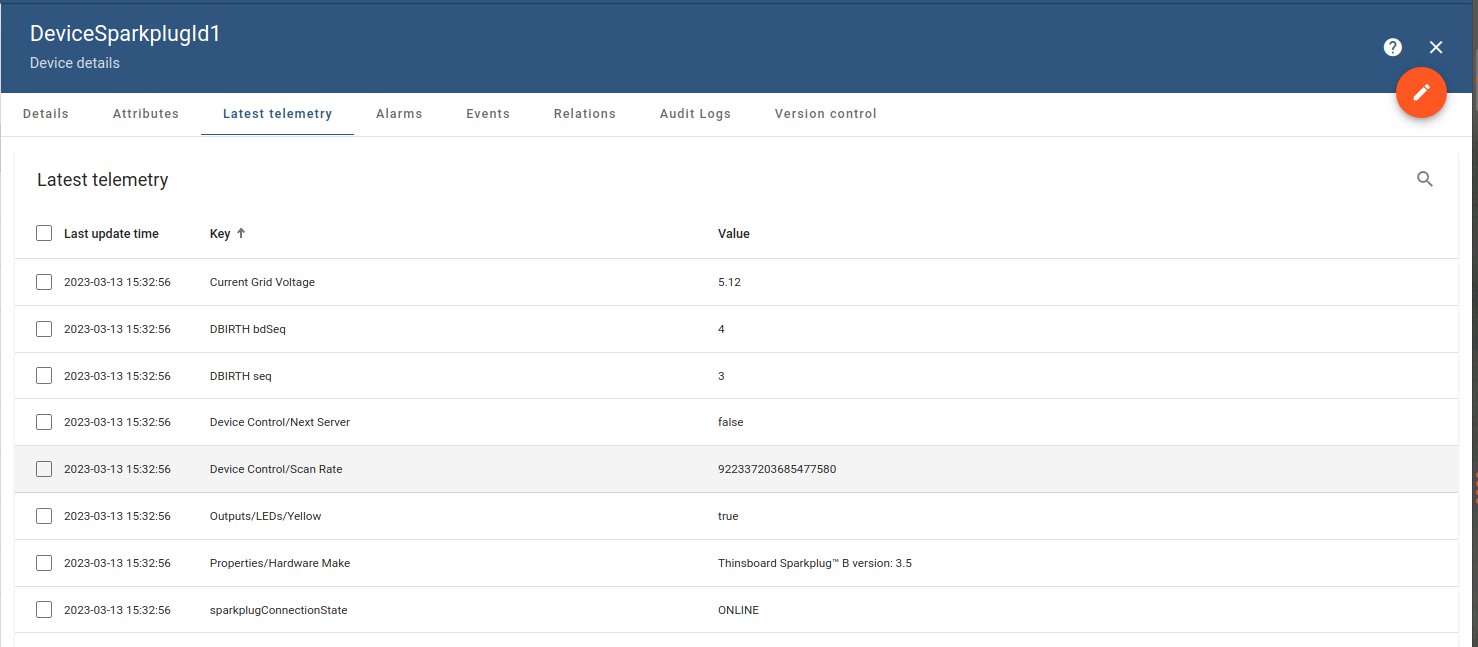 DeviceSparkplugId1
Device details
Details Attributes Latest telemetry Alarms Events Relations Audit Logs Version control
Latest telemetry
Last update time Key Value
2023-03-13 15:32:56 Current Grid Voltage 5.12
2023-03-13 15:32:56 DBIRTH bdSeq 4
2023-03-13 15:32:56 DBIRTH seq 3
2023-03-13 15:32:56 Device Control/Next Server false
2023-03-13 15:32:56 Device Control/Scan Rate 922337203685477580
2023-03-13 15:32:56 Outputs/LEDs/Yellow true
2023-03-13 15:32:56 Properties/Hardware Make Thinsboard Sparkplug™ B version: 3.5
2023-03-13 15:32:56 sparkplugConnectionState ONLINE